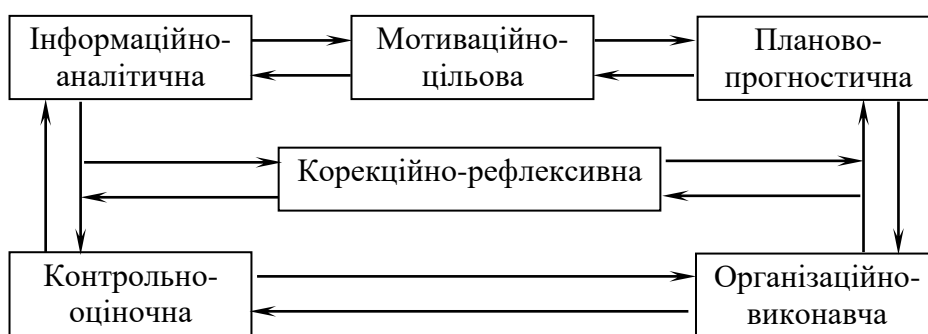 Інформаційно-
аналітична
Мотиваційно-
цільова
Планово-
прогностична
Корекційно-рефлексивна
Контрольно-
оціночна
Організаційно-
виконавча